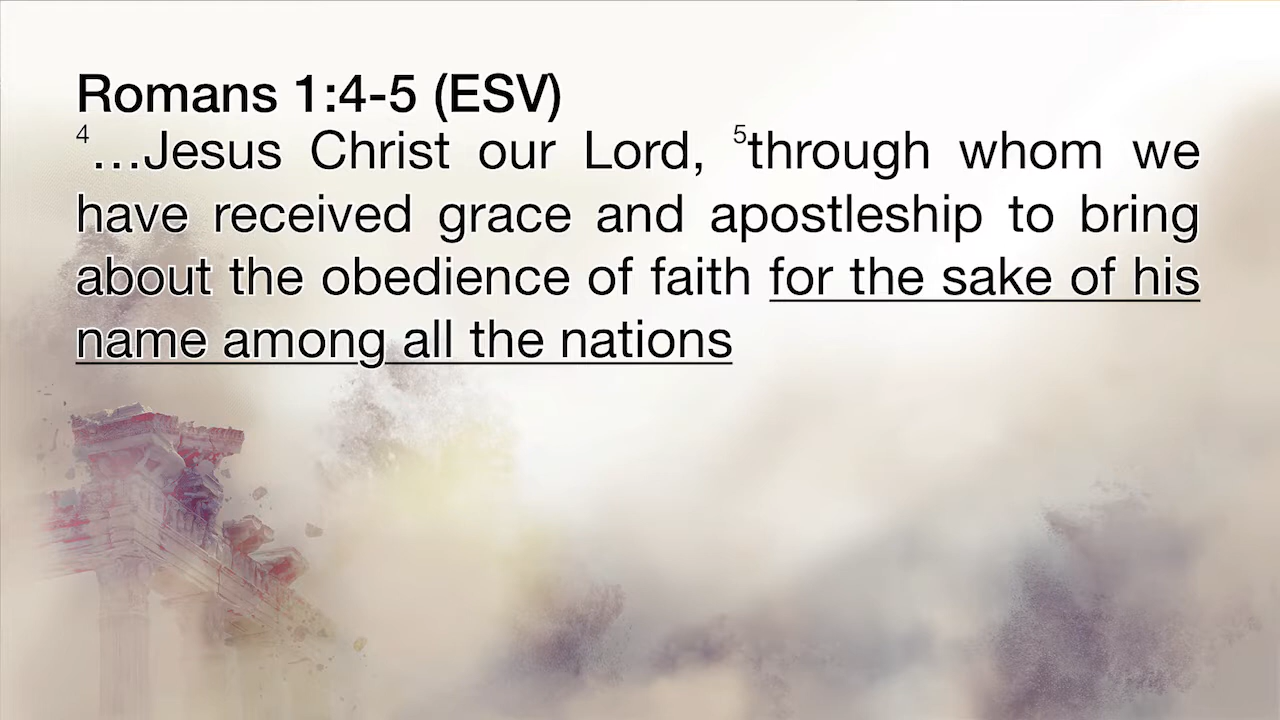 Romans 1:4-5 (ESV)
⁴…Jesus Christ our Lord, ⁵through whom we
have received grace and apostleship to bring
about the obedience of faith for the sake of his
name among all the nations